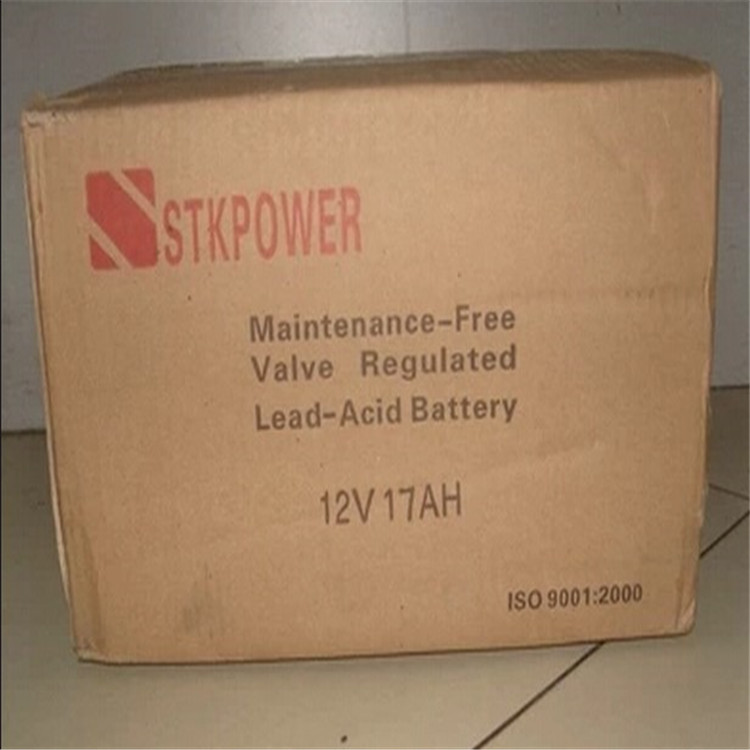 STKPOWER
Maintenance-Free
Valve Regulated
Lead-Acid Battery
12V 17AH
ISO 9001:2000